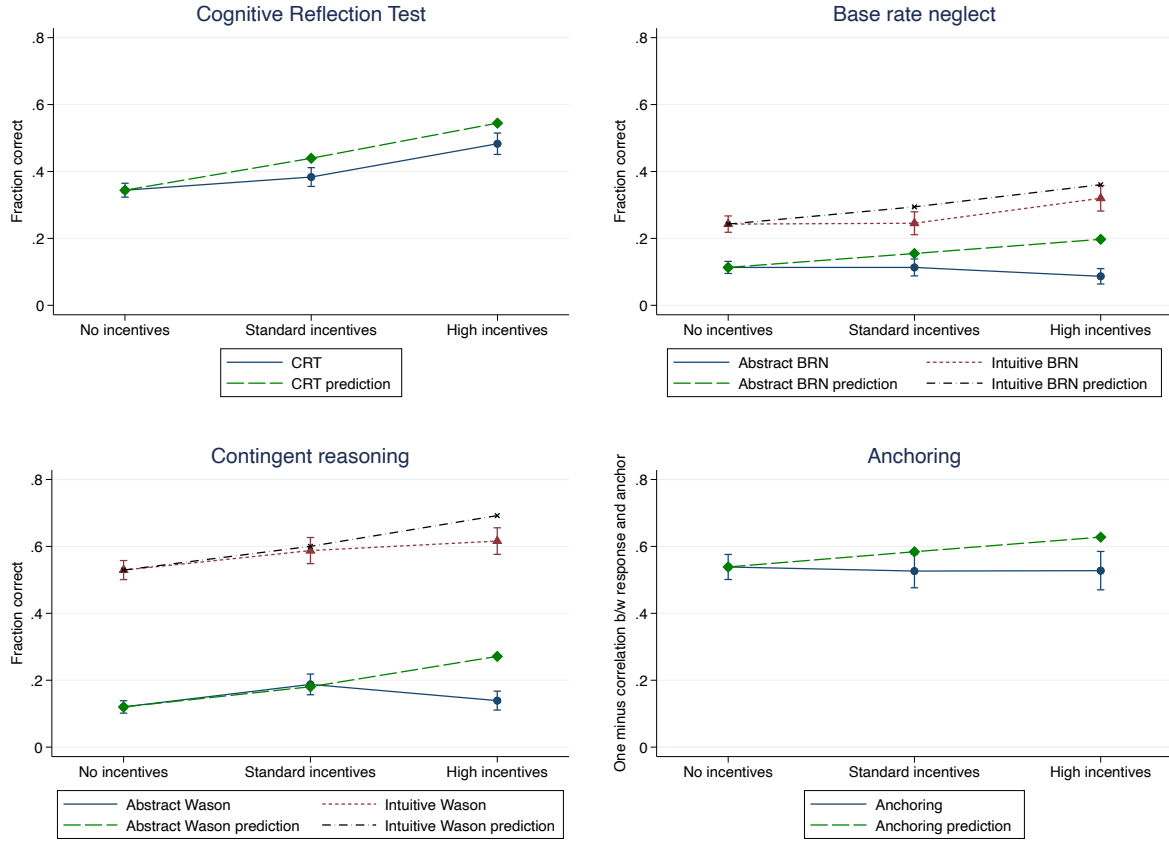 Cognitive Reflection Test
.8
.6
.4
.2
0
Fraction correct
No incentives Standard incentives High incentives
CRT
CRT prediction
Base rate neglect
.8
.6
.4
.2
0
Fraction correct
No incentives Standard incentives High incentives
Abstract BRN Intuitive BRN
Abstract BRN prediction Intuitive BRN prediction
Contingent reasoning
.8
.6
.4
.2
0
Fraction correct
No incentives Standard incentives High incentives
Abstract Wason Intuitive Wason
Abstract Wason prediction Intuitive Wason prediction
Anchoring
.8
.6
.4
.2
0
One minus correlation b/w response and anchor
No incentives Standard incentives High incentives
Anchoring
Anchoring prediction